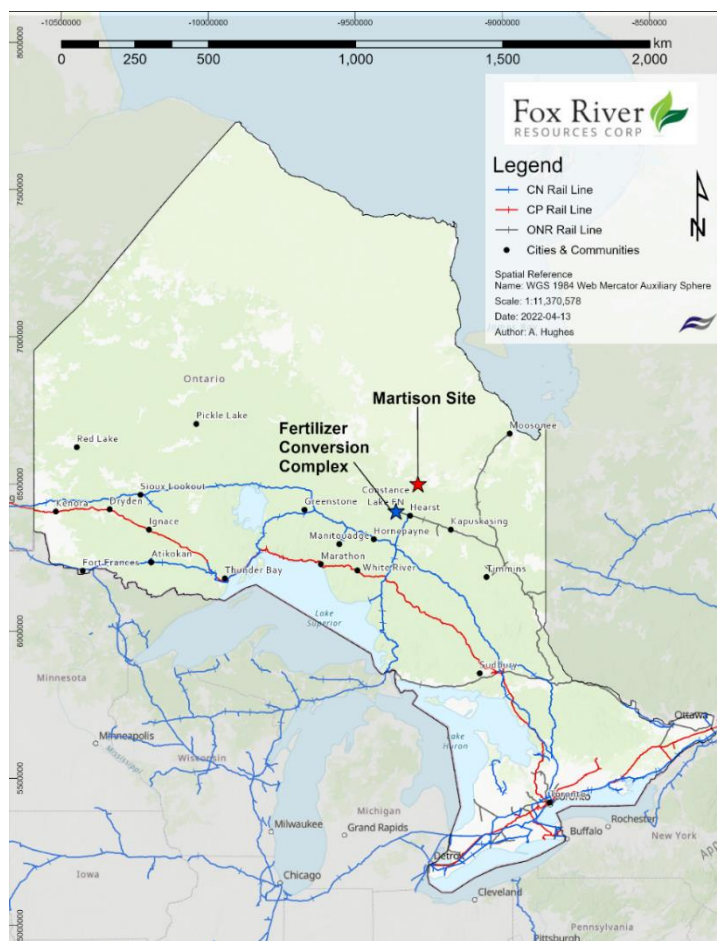 -10500000 -10000000 -9500000 -9000000 -8500000
8000000
km
0 250 500 1,000 1,500 2,000
Fox River
RESOURCES CORP
Legend
CN Rail Line
CP Rail Line
ONR Rail Line
Cities & Communities
Spatial Reference
Name: WGS 1984 Web Mercator Auxiliary Sphere
Scale: 1:11,370,578
Date: 2022-04-13
Author: A. Hughes
N
7500000
7000000
Ontario
Martison Site
Pickle Lake
Fertilizer
Conversion
Complex
Moosonee
Red Lake
6500000
Constance
Lake FN
Sioux Lookout
Kenora
Dryden
Greenstone
Hearst
Ignace
Kapuskasing
Manitouadge
Hornepayne
Fort Frances
Atikokan
Marathon
White River
Thunder Bay
Timmins
Lake
Superior
6000000
Sudbury
Minnesota
Ottawa
Minneapolis
Mississippi
Wisconsin
Lake
Huron
5500000
Toronto
Michigan
Milwaukee
Grand Rapids
Buffalo
Rochester
New York
App
Detroit
Iowa
Chicago
Cleveland
5000000
Pennsylvania
Pittsburgh